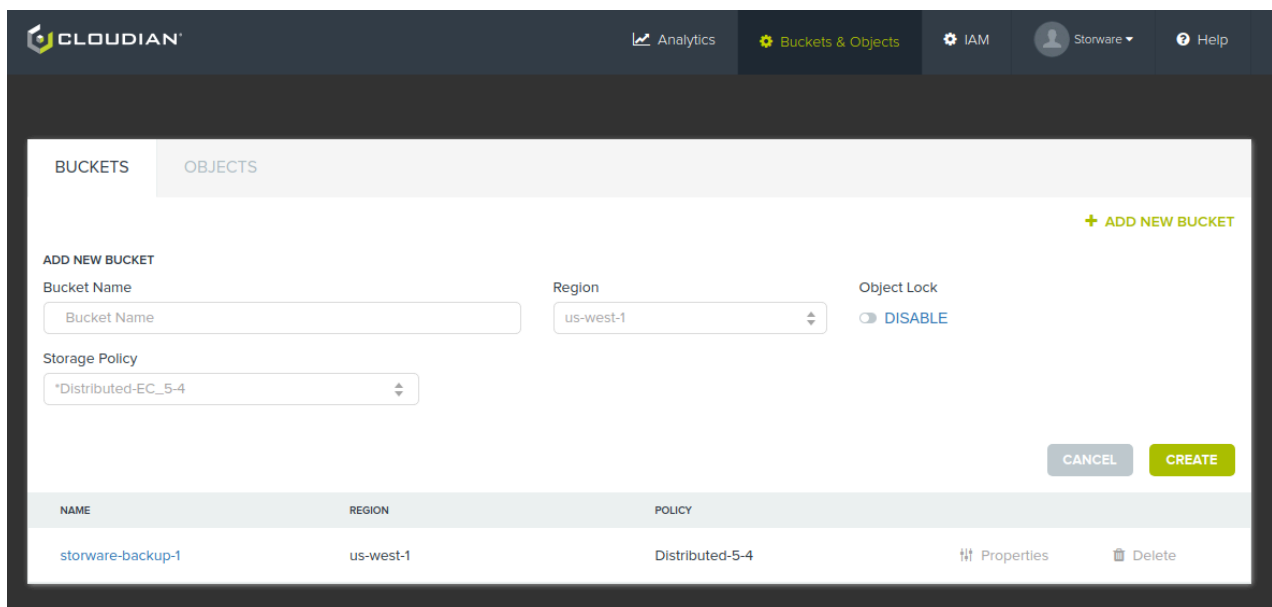 CLOUDIAN
Analytics
Buckets & Objects
IAM
Storware
Help
BUCKETS
OBJECTS
+ ADD NEW BUCKET
ADD NEW BUCKET
Bucket Name
Region
Object Lock
Bucket Name
us-west-1
DISABLE
Storage Policy
*Distributed-EC_5-4
CANCEL
CREATE
NAME
REGION
POLICY
storware-backup-1
us-west-1
Distributed-5-4
Properties
Delete